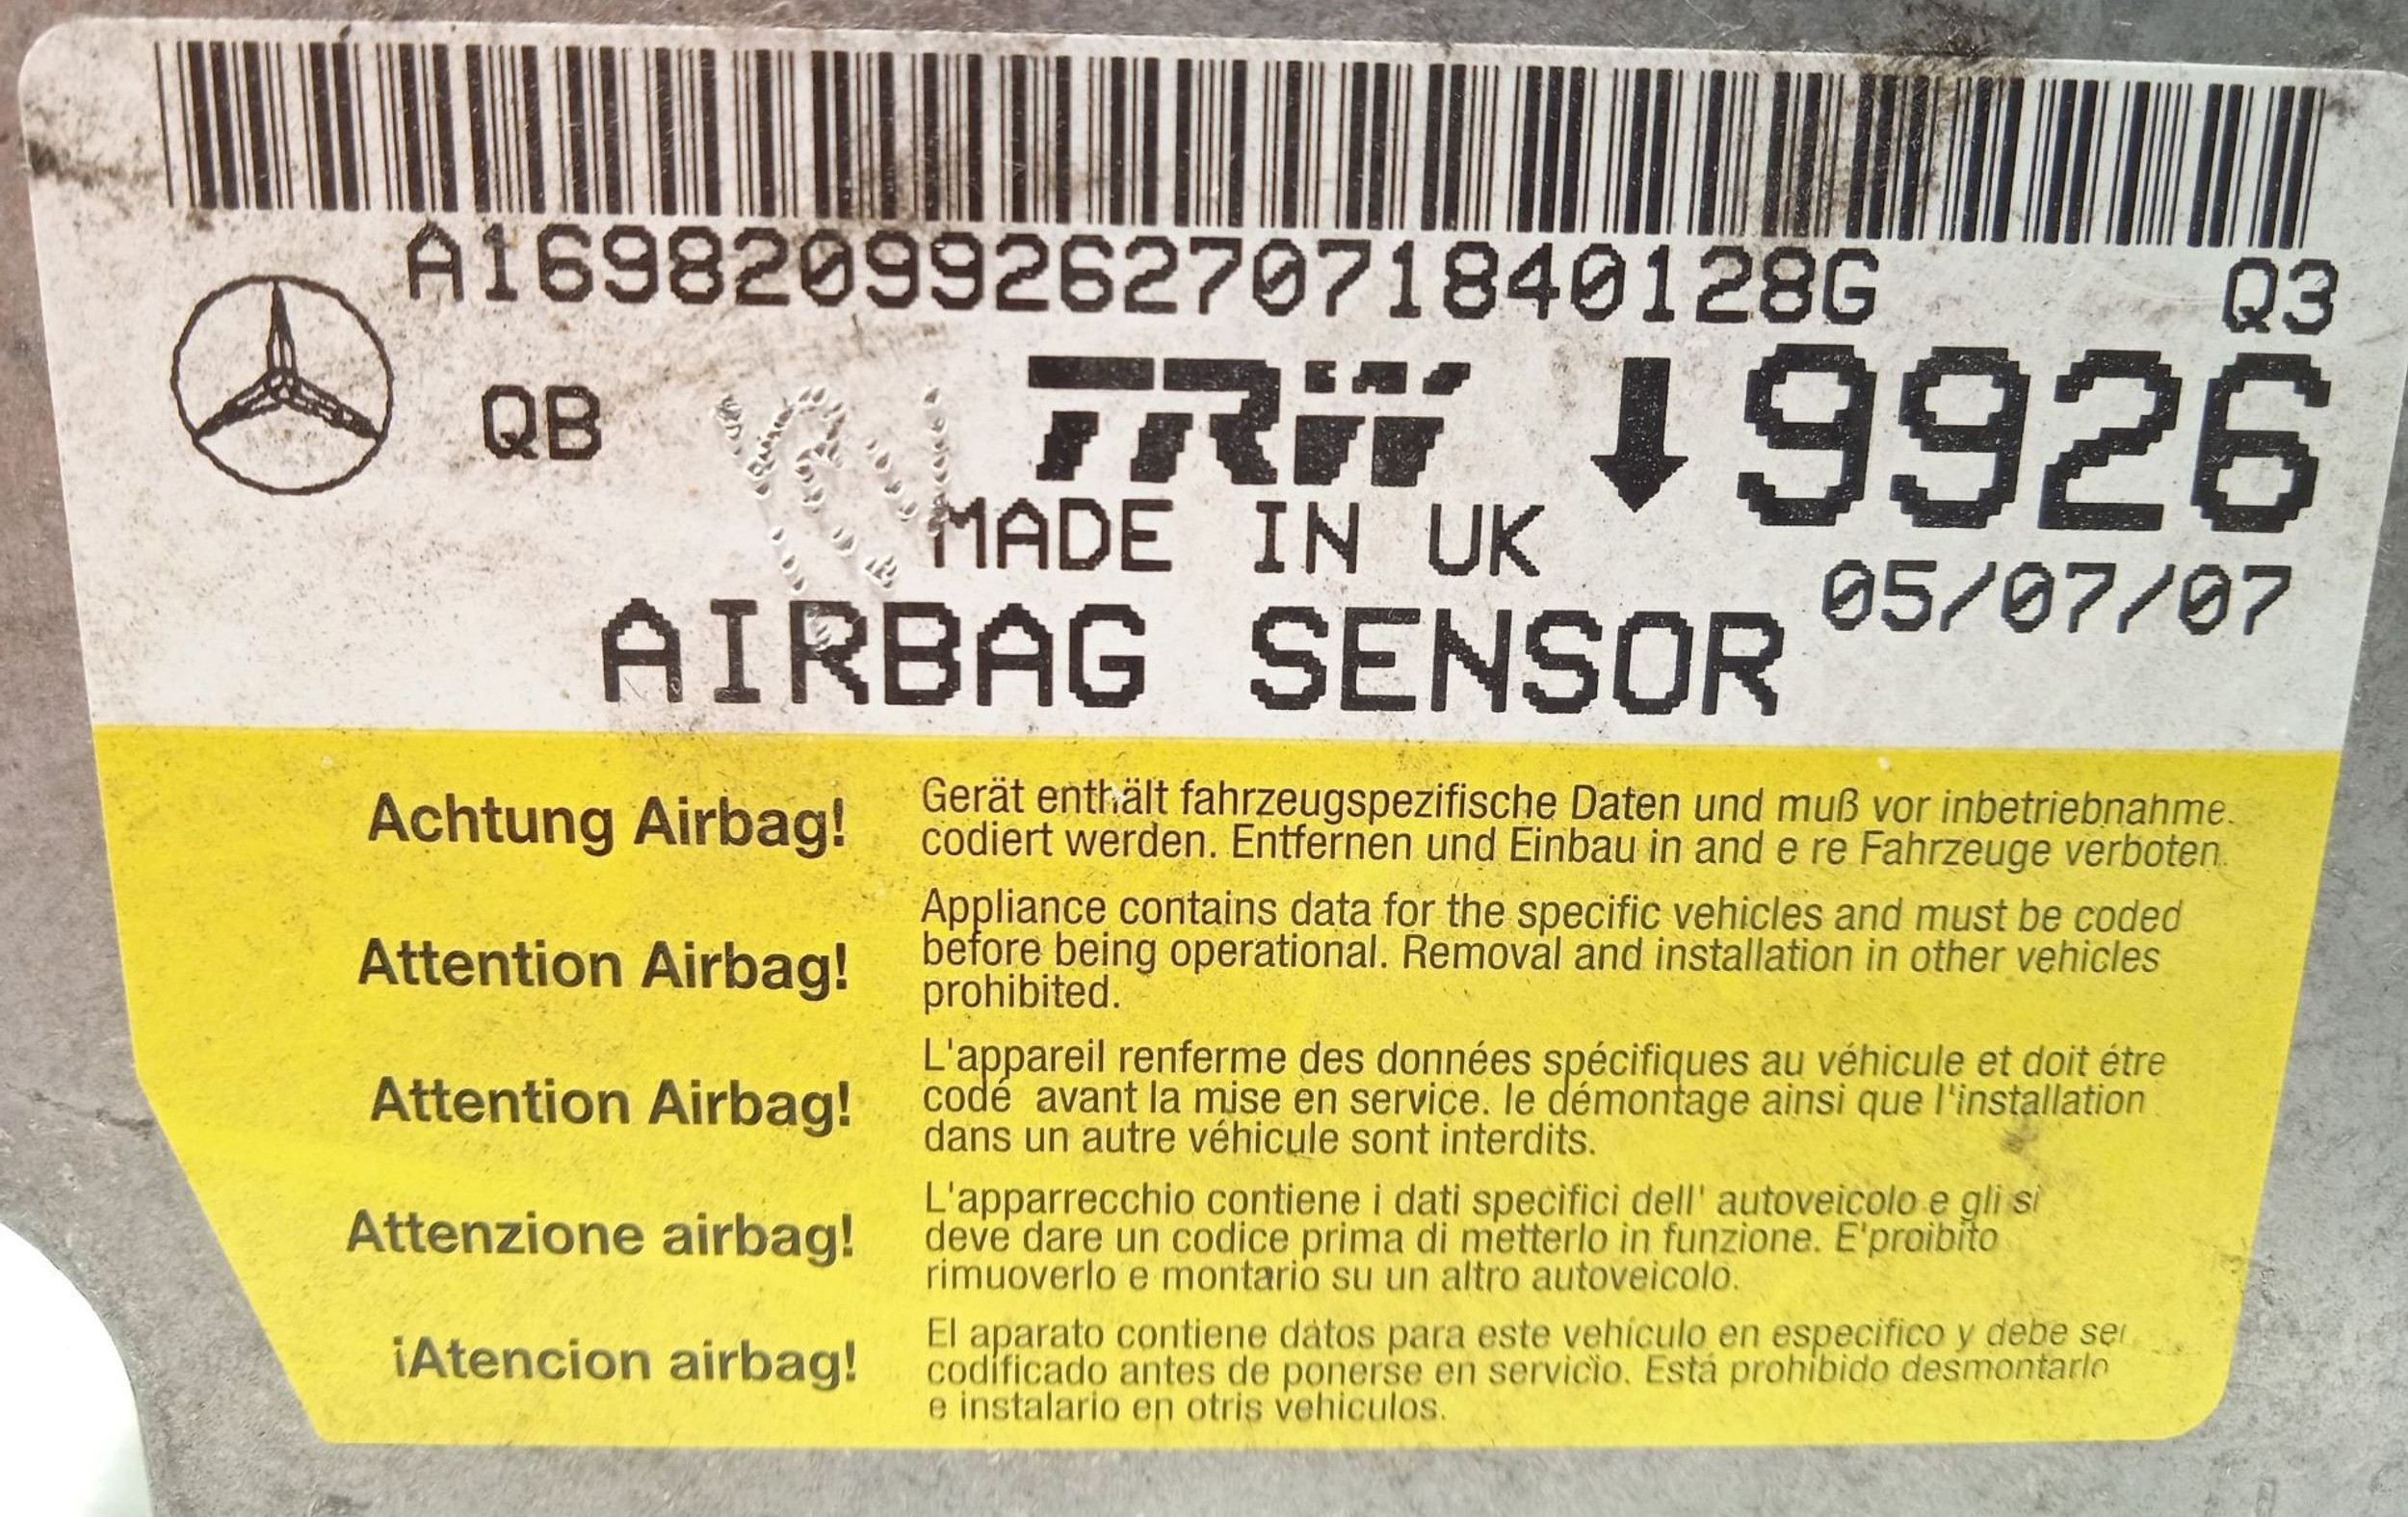 A169820992627071840128G Q3
QB TRW 9926
MADE IN UK
05/07/07
AIRBAG SENSOR
Achtung Airbag!
Gerät enthält fahrzeugspezifische Daten und muß vor inbetriebnahme.
codiert werden. Entfernen und Einbau in and e re Fahrzeuge verboten.
Attention Airbag!
Appliance contains data for the specific vehicles and must be coded
before being operational. Removal and installation in other vehicles
prohibited.
Attention Airbag!
L'appareil renferme des données spécifiques au véhicule et doit étre
codé avant la mise en service. le démontage ainsi que l'installation
dans un autre véhicule sont interdits.
Attenzione airbag!
L'apparrecchio contiene i dati specifici dell' autoveicolo e gli si
deve dare un codice prima di metterlo in funzione. E'proibito
rimuoverlo e montario su un altro autoveicolo.
¡Atencion airbag!
El aparato contiene datos para este vehículo en especifico y debe ser
codificado antes de ponerse en servicio. Está prohibido desmontarlo
e instalario en otris vehiculos.